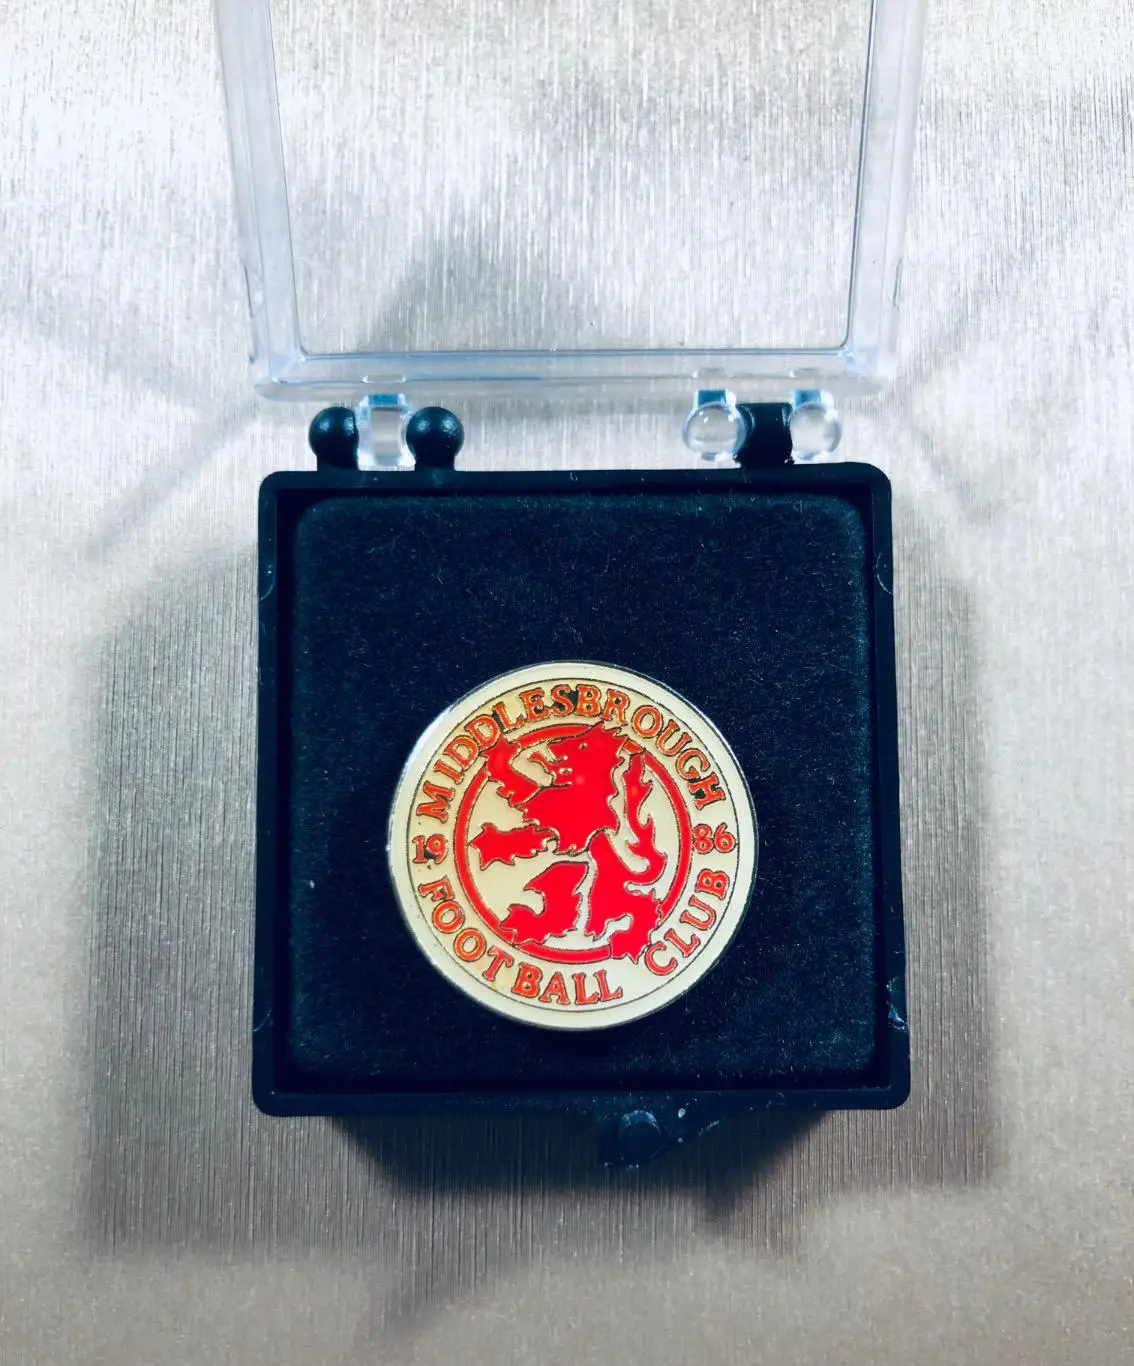 MIDDLESBROUGH
19 86
FOOTBALL CLUB